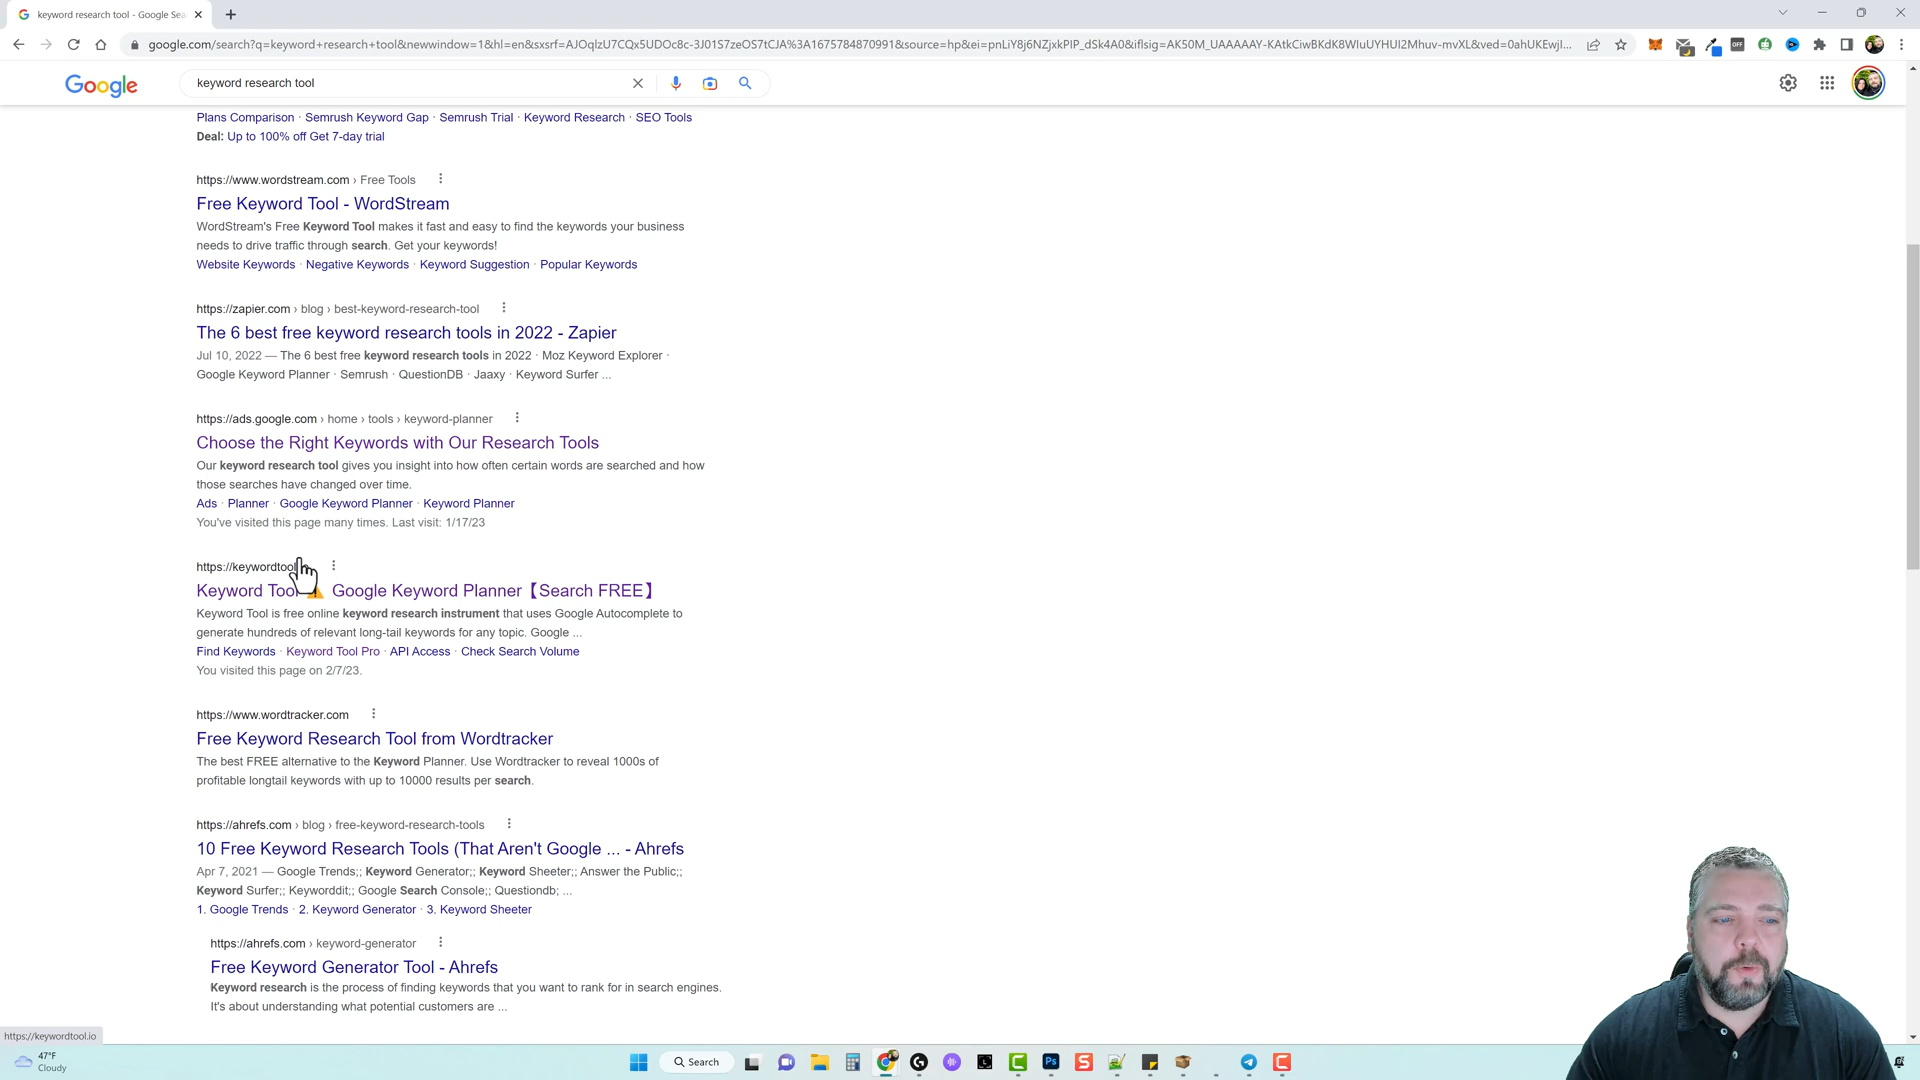 keyword research tool - Google Sea
google.com/search?q=keyword+research+tool&newwindow=1&hl=en&sxsrf=AJOqlzU7CQx5UDOc8c-3J01S7zeOS7tCJA%3A1675784870991&source=hp&ei=pnLiY8j6NZjxkPIP_dSk4A0&iflsig=AK50M_UAAAAAY-KAtkCiwBKdK8WIuUYHUI2Mhuv-mvXL&ved=0ahUKEwjI...
OFF
Google
keyword research tool
Plans Comparison · Semrush Keyword Gap · Semrush Trial · Keyword Research · SEO Tools
Deal: Up to 100% off Get 7-day trial
https://www.wordstream.com › Free Tools
Free Keyword Tool - WordStream
WordStream's Free Keyword Tool makes it fast and easy to find the keywords your business
needs to drive traffic through search. Get your keywords!
Website Keywords · Negative Keywords · Keyword Suggestion · Popular Keywords
https://zapier.com › blog › best-keyword-research-tool
The 6 best free keyword research tools in 2022 - Zapier
Jul 10, 2022 — The 6 best free keyword research tools in 2022 · Moz Keyword Explorer ·
Google Keyword Planner · Semrush · QuestionDB · Jaaxy · Keyword Surfer ...
https://ads.google.com › home › tools › keyword-planner
Choose the Right Keywords with Our Research Tools
Our keyword research tool gives you insight into how often certain words are searched and how
those searches have changed over time.
Ads · Planner · Google Keyword Planner · Keyword Planner
You've visited this page many times. Last visit: 1/17/23
https://keywordtool
Keyword Tool ⚠ Google Keyword Planner【Search FREE】
Keyword Tool is free online keyword research instrument that uses Google Autocomplete to
generate hundreds of relevant long-tail keywords for any topic. Google ...
Find Keywords · Keyword Tool Pro · API Access · Check Search Volume
You visited this page on 2/7/23.
https://www.wordtracker.com
Free Keyword Research Tool from Wordtracker
The best FREE alternative to the Keyword Planner. Use Wordtracker to reveal 1000s of
profitable longtail keywords with up to 10000 results per search.
https://ahrefs.com › blog › free-keyword-research-tools
10 Free Keyword Research Tools (That Aren't Google ... - Ahrefs
Apr 7, 2021 — Google Trends;; Keyword Generator;; Keyword Sheeter;; Answer the Public;;
Keyword Surfer;; Keyworddit;; Google Search Console;; Questiondb; ...
1. Google Trends · 2. Keyword Generator · 3. Keyword Sheeter
https://ahrefs.com › keyword-generator
Free Keyword Generator Tool - Ahrefs
Keyword research is the process of finding keywords that you want to rank for in search engines.
It's about understanding what potential customers are ...
https://keywordtool.io
47°F
Cloudy
Search
L
Ps
S